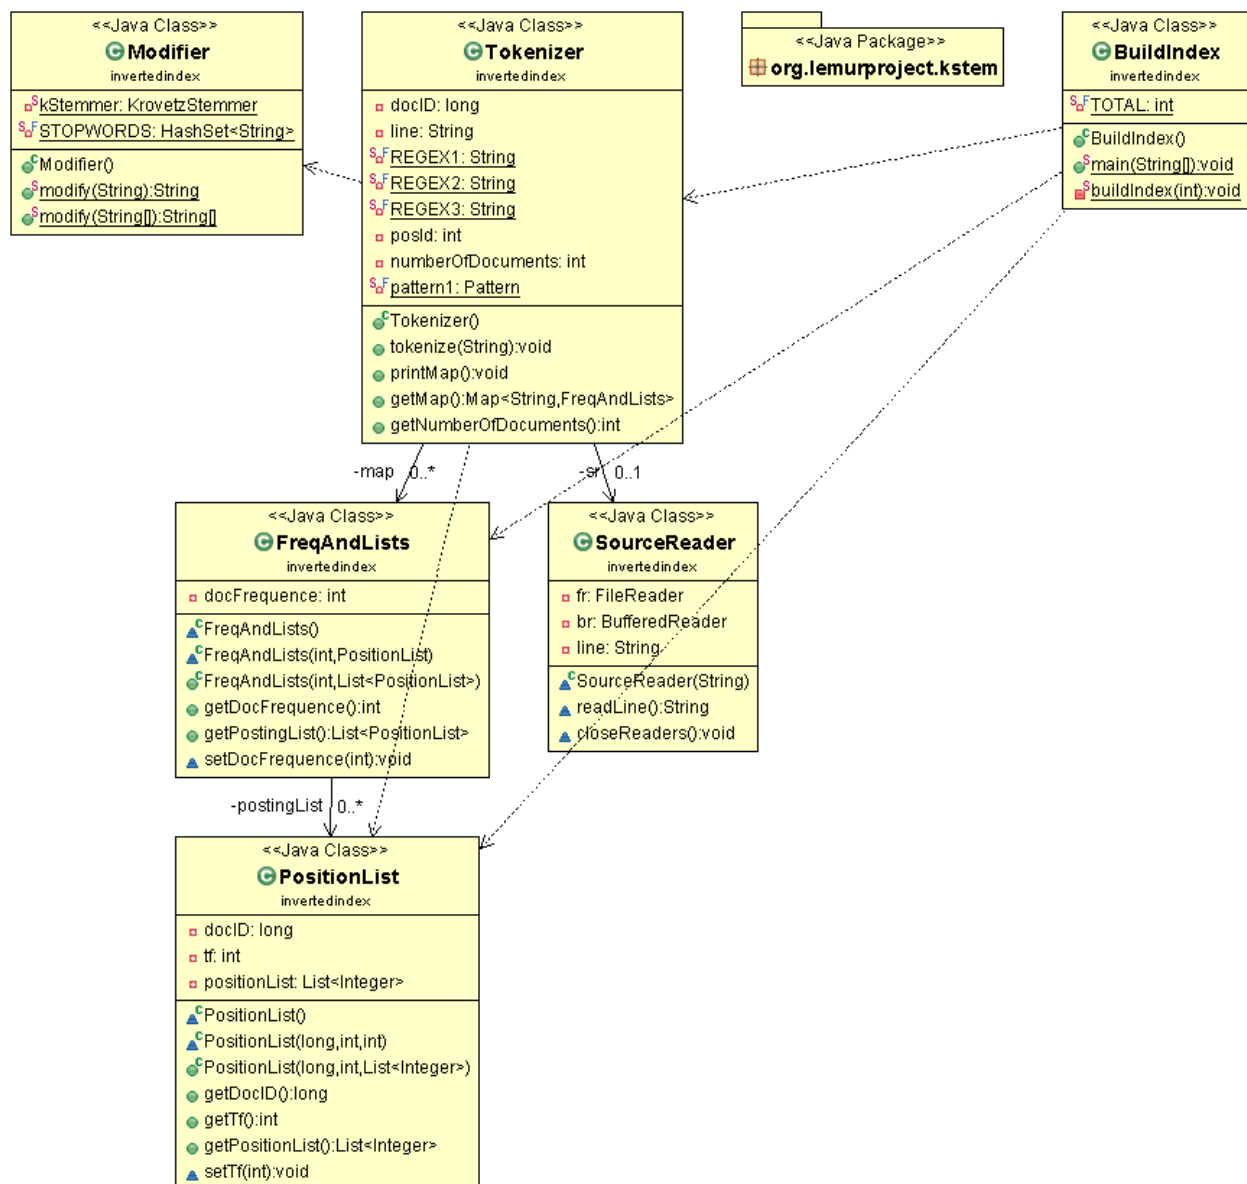 <<Java Class>>
Modifier
invertedindex
kStemmer: KrovetzStemmer
STOPWORDS: HashSet<String>
Modifier()
modify(String):String
modify(String[]):String[]
<<Java Class>>
Tokenizer
invertedindex
docID: long
line: String
REGEX1: String
REGEX2: String
REGEX3: String
posId: int
numberOfDocuments: int
pattern1: Pattern
Tokenizer()
tokenize(String):void
printMap():void
getMap():Map<String,FreqAndLists>
getNumberOfDocuments():int
<<Java Package>>
org.lemurproject.kstem
<<Java Class>>
BuildIndex
invertedindex
TOTAL: int
BuildIndex()
main(String[]):void
buildIndex(int):void
-map 0..*
-sr 0..1
<<Java Class>>
FreqAndLists
invertedindex
docFrequence: int
FreqAndLists()
FreqAndLists(int,PositionList)
FreqAndLists(int,List<PositionList>)
getDocFrequence():int
getPostingList():List<PositionList>
setDocFrequence(int):void
<<Java Class>>
SourceReader
invertedindex
fr: FileReader
br: BufferedReader
line: String
SourceReader(String)
readLine():String
closeReaders():void
-postingList 0..*
<<Java Class>>
PositionList
invertedindex
docID: long
tf: int
positionList: List<Integer>
PositionList()
PositionList(long,int,int)
PositionList(long,int,List<Integer>)
getDocID():long
getTf():int
getPositionList():List<Integer>
setTf(int):void